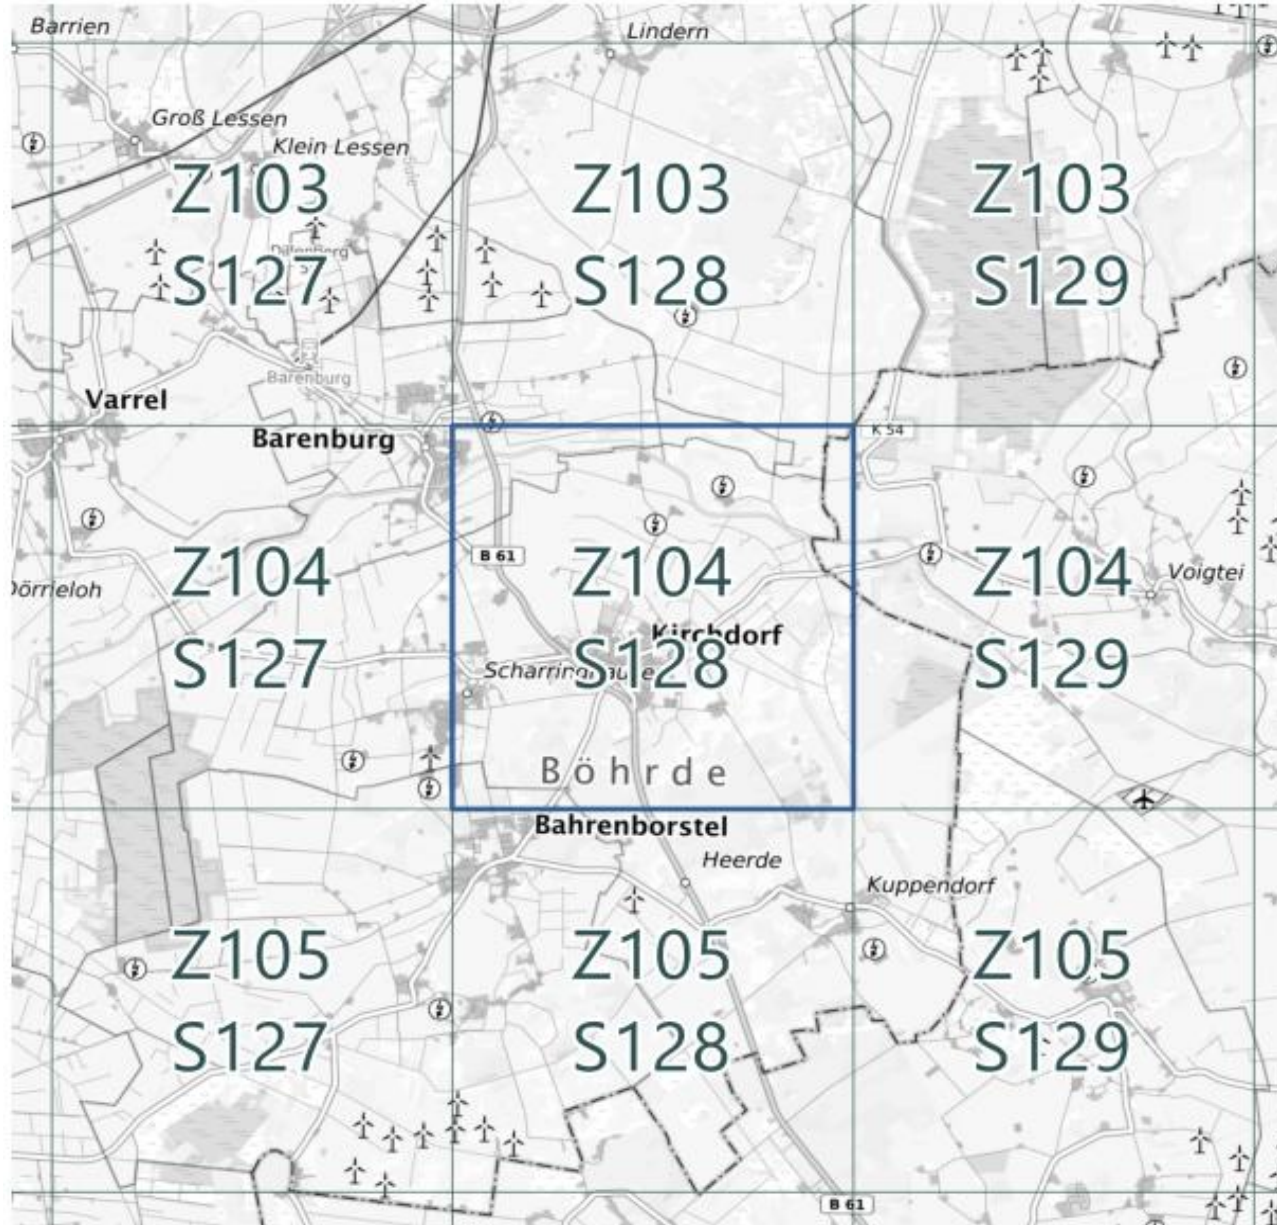 Barrien
Lindern
Groß Lessen
Klein Lessen
Z103
Z103
Z103
S127
S128
S129
Barenburg
Varrel
Barenburg
K 54
B 61
Z104
Z104
Z104
Voigtei
Dörrieloh
Kirchdorf
S127
S128
S129
Böhrde
Bahrenborstel
Heerde
Kuppendorf
Z105
Z105
Z105
S127
S128
S129
B 61